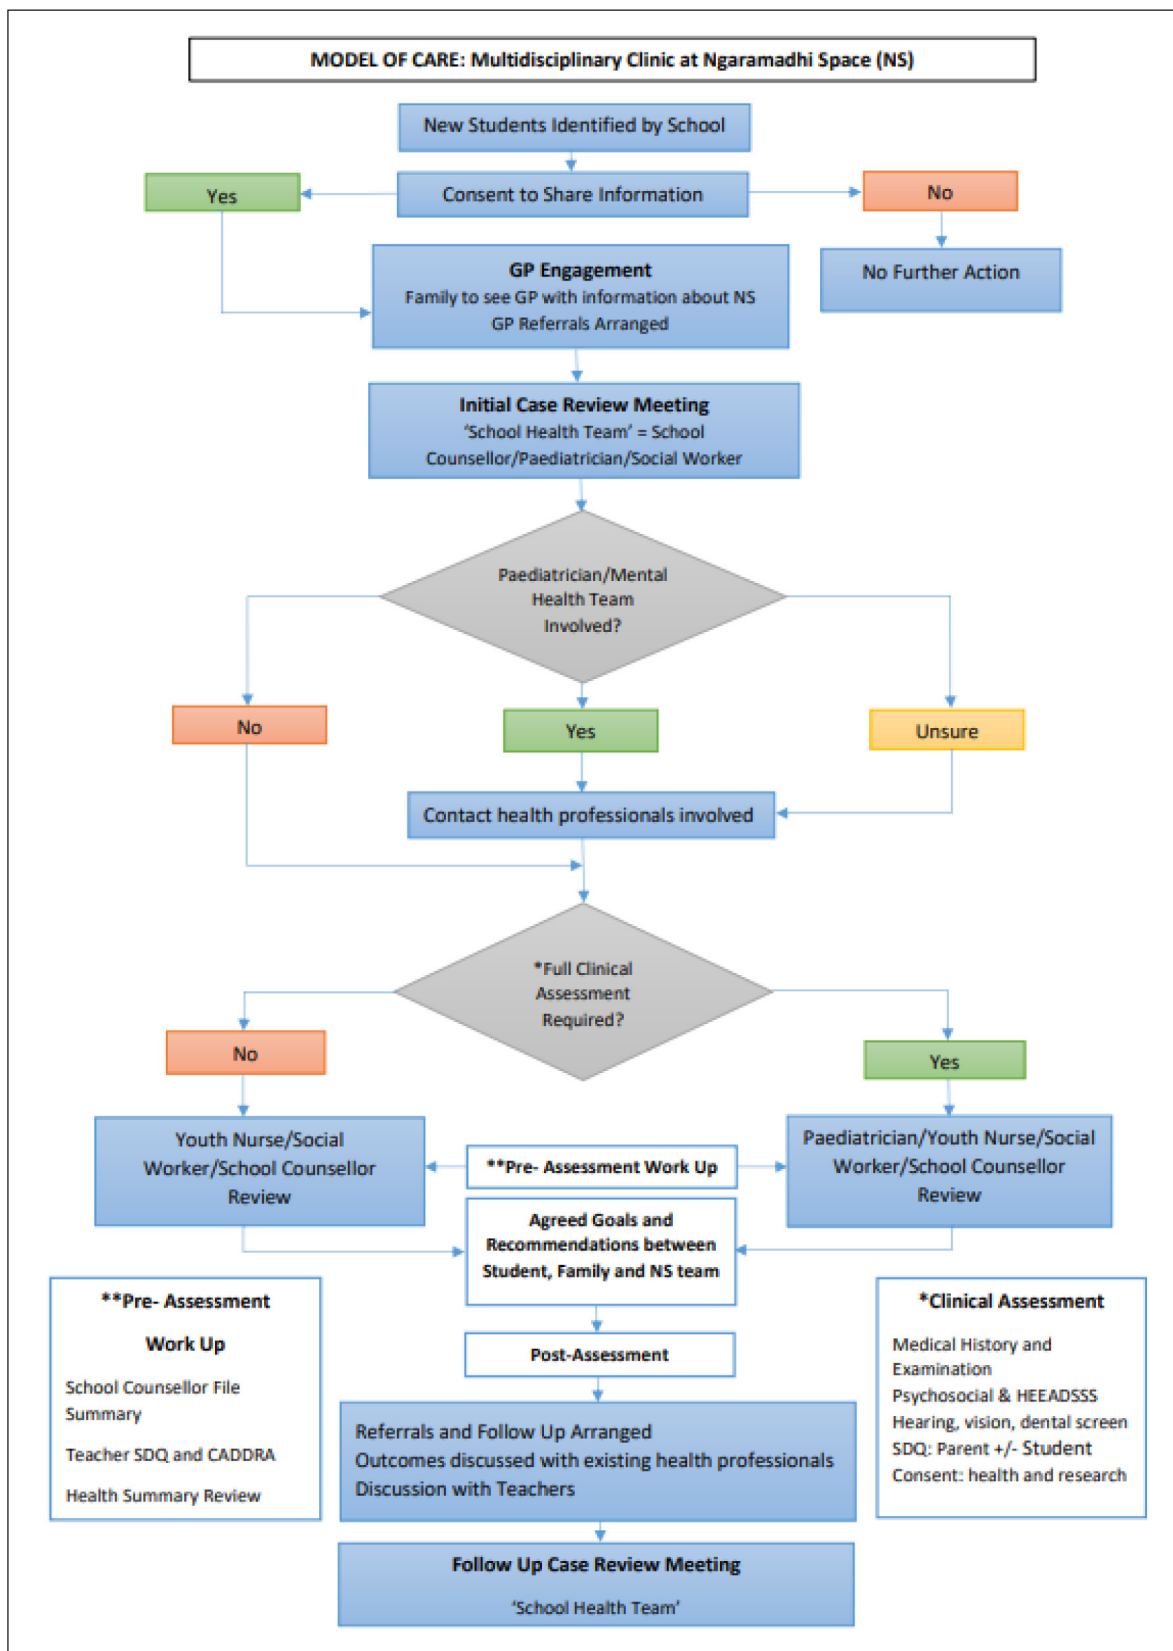 MODEL OF CARE: Multidisciplinary Clinic at Ngaramadhi Space (NS)
New Students Identified by School
Yes
Consent to Share Information
No
GP Engagement
Family to see GP with information about NS
GP Referrals Arranged
No Further Action
Initial Case Review Meeting
‘School Health Team’ = School
Counsellor/Paediatrician/Social Worker
Paediatrician/Mental
Health Team
Involved?
No
Yes
Unsure
Contact health professionals involved
*Full Clinical
Assessment
Required?
No
Yes
Youth Nurse/Social
Worker/School Counsellor
Review
**Pre- Assessment Work Up
Paediatrician/Youth Nurse/Social
Worker/School Counsellor
Review
Agreed Goals and
Recommendations between
Student, Family and NS team
**Pre- Assessment
Work Up
School Counsellor File
Summary
Teacher SDQ and CADDRA
Health Summary Review
Post-Assessment
*Clinical Assessment
Medical History and
Examination
Psychosocial & HEEADSSS
Hearing, vision, dental screen
SDQ: Parent +/- Student
Consent: health and research
Referrals and Follow Up Arranged
Outcomes discussed with existing health professionals
Discussion with Teachers
Follow Up Case Review Meeting
‘School Health Team’